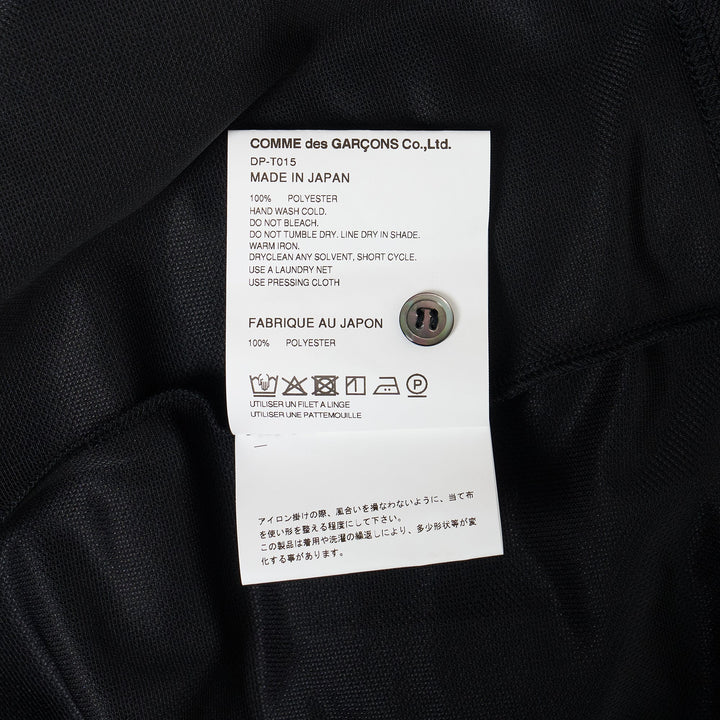 COMME des GARÇONS Co.,Ltd.
DP-T015
MADE IN JAPAN
100% POLYESTER
HAND WASH COLD.
DO NOT BLEACH.
DO NOT TUMBLE DRY. LINE DRY IN SHADE.
WARM IRON.
DRYCLEAN ANY SOLVENT, SHORT CYCLE.
USE A LAUNDRY NET
USE PRESSING CLOTH
FABRIQUE AU JAPON
100% POLYESTER
P
UTILISER UN FILET A LINGE
UTILISER UNE PATTEMOUILLE
アイロン掛けの際、風合いを損なわないように、当て布
を使い形を整える程度にして下さい。
この製品は着用や洗濯の繰返しにより、多少形状等が変
化する事があります。